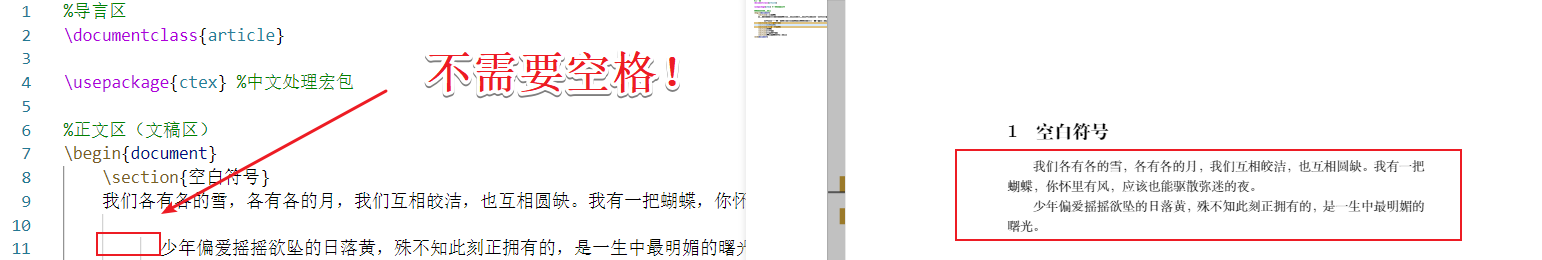 1 %导言区
2 \documentclass{article}
3
4 \usepackage{ctex} %中文处理宏包
5
6 %正文区（文稿区）
7 \begin{document}
8 \section{空白符号}
9 我们各有各的雪，各有各的月，我们互相皎洁，也互相圆缺。我有一把蝴蝶，你怀
10
11 少年偏爱摇摇欲坠的日落黄，殊不知此刻正拥有的，是一生中最明媚的曙光
不需要空格！
1 空白符号
我们各有各的雪，各有各的月，我们互相皎洁，也互相圆缺。我有一把
蝴蝶，你怀里有风，应该也能驱散弥迷的夜。
少年偏爱摇摇欲坠的日落黄，殊不知此刻正拥有的，是一生中最明媚的
曙光。